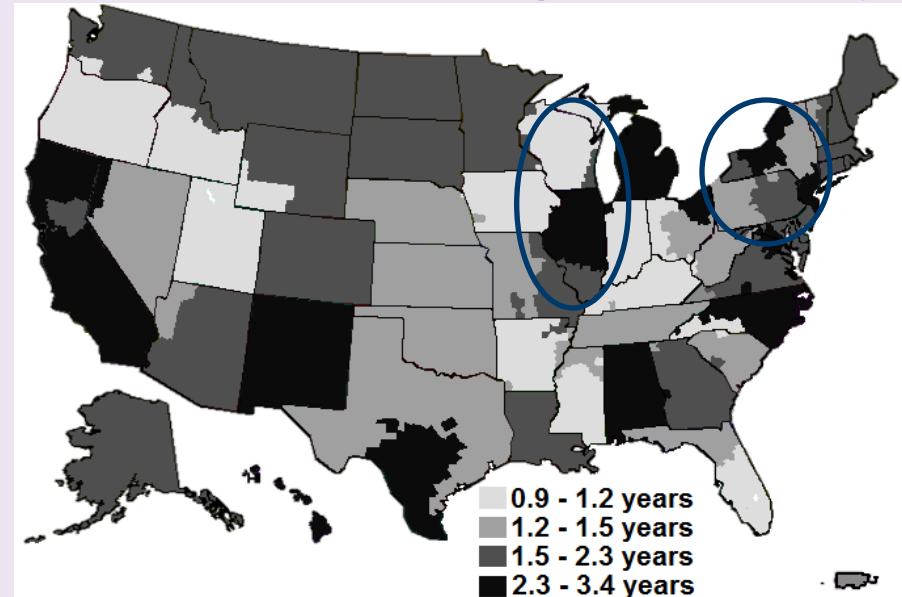 0.9 - 1.2 years
1.2 - 1.5 years
1.5 - 2.3 years
2.3 - 3.4 years